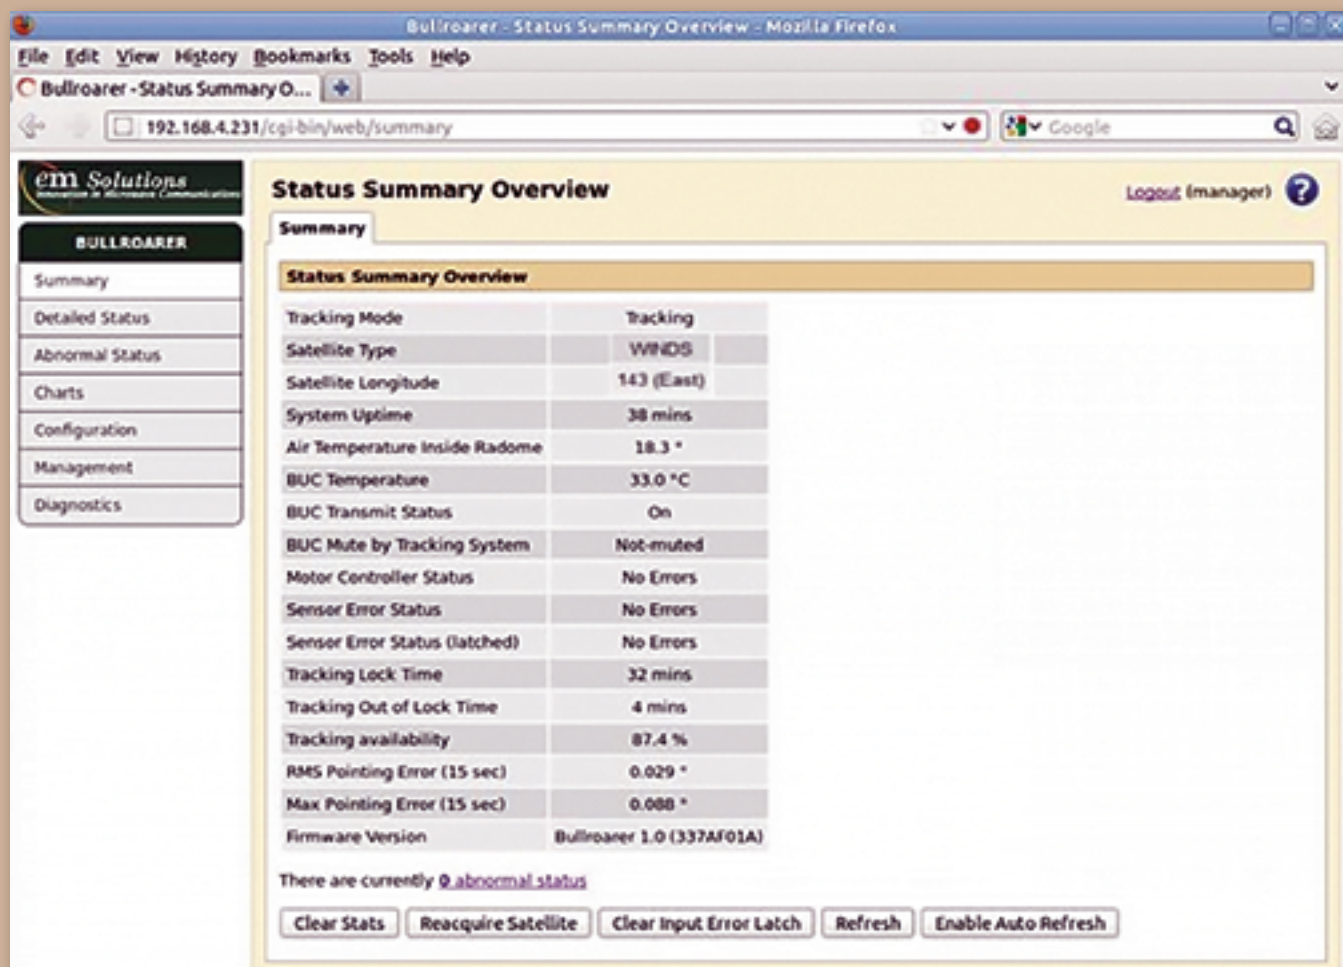 Bullroarer - Status Summary Overview - Mozilla Firefox
File Edit View History Bookmarks Tools Help
Bullroarer - Status Summary O...
192.168.4.231/cgi-bin/web/summary
Google
em Solutions
Status Summary Overview
Logout (manager)
Summary
BULLROARER
Summary
Detailed Status
Abnormal Status
Charts
Configuration
Management
Diagnostics
Status Summary Overview
Tracking Mode Tracking
Satellite Type WINDS
Satellite Longitude 143 (East)
System Uptime 38 mins
Air Temperature Inside Radome 18.3 °
BUC Temperature 33.0 °C
BUC Transmit Status On
BUC Mute by Tracking System Not-muted
Motor Controller Status No Errors
Sensor Error Status No Errors
Sensor Error Status (latched) No Errors
Tracking Lock Time 32 mins
Tracking Out of Lock Time 4 mins
Tracking availability 87.4 %
RMS Pointing Error (15 sec) 0.029 °
Max Pointing Error (15 sec) 0.088 °
Firmware Version Bullroarer 1.0 (337AF01A)
There are currently 0 abnormal status
Clear Stats Reacquire Satellite Clear Input Error Latch Refresh Enable Auto Refresh